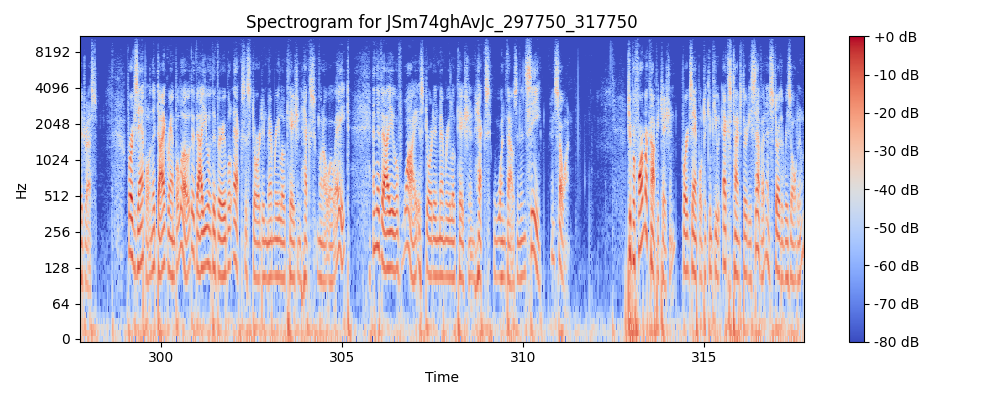 Spectrogram for JSm74ghAvJc_297750_317750
Hz
8192
4096
2048
1024
512
256
128
64
0
300
305
310
315
Time
+0 dB
-10 dB
-20 dB
-30 dB
-40 dB
-50 dB
-60 dB
-70 dB
-80 dB